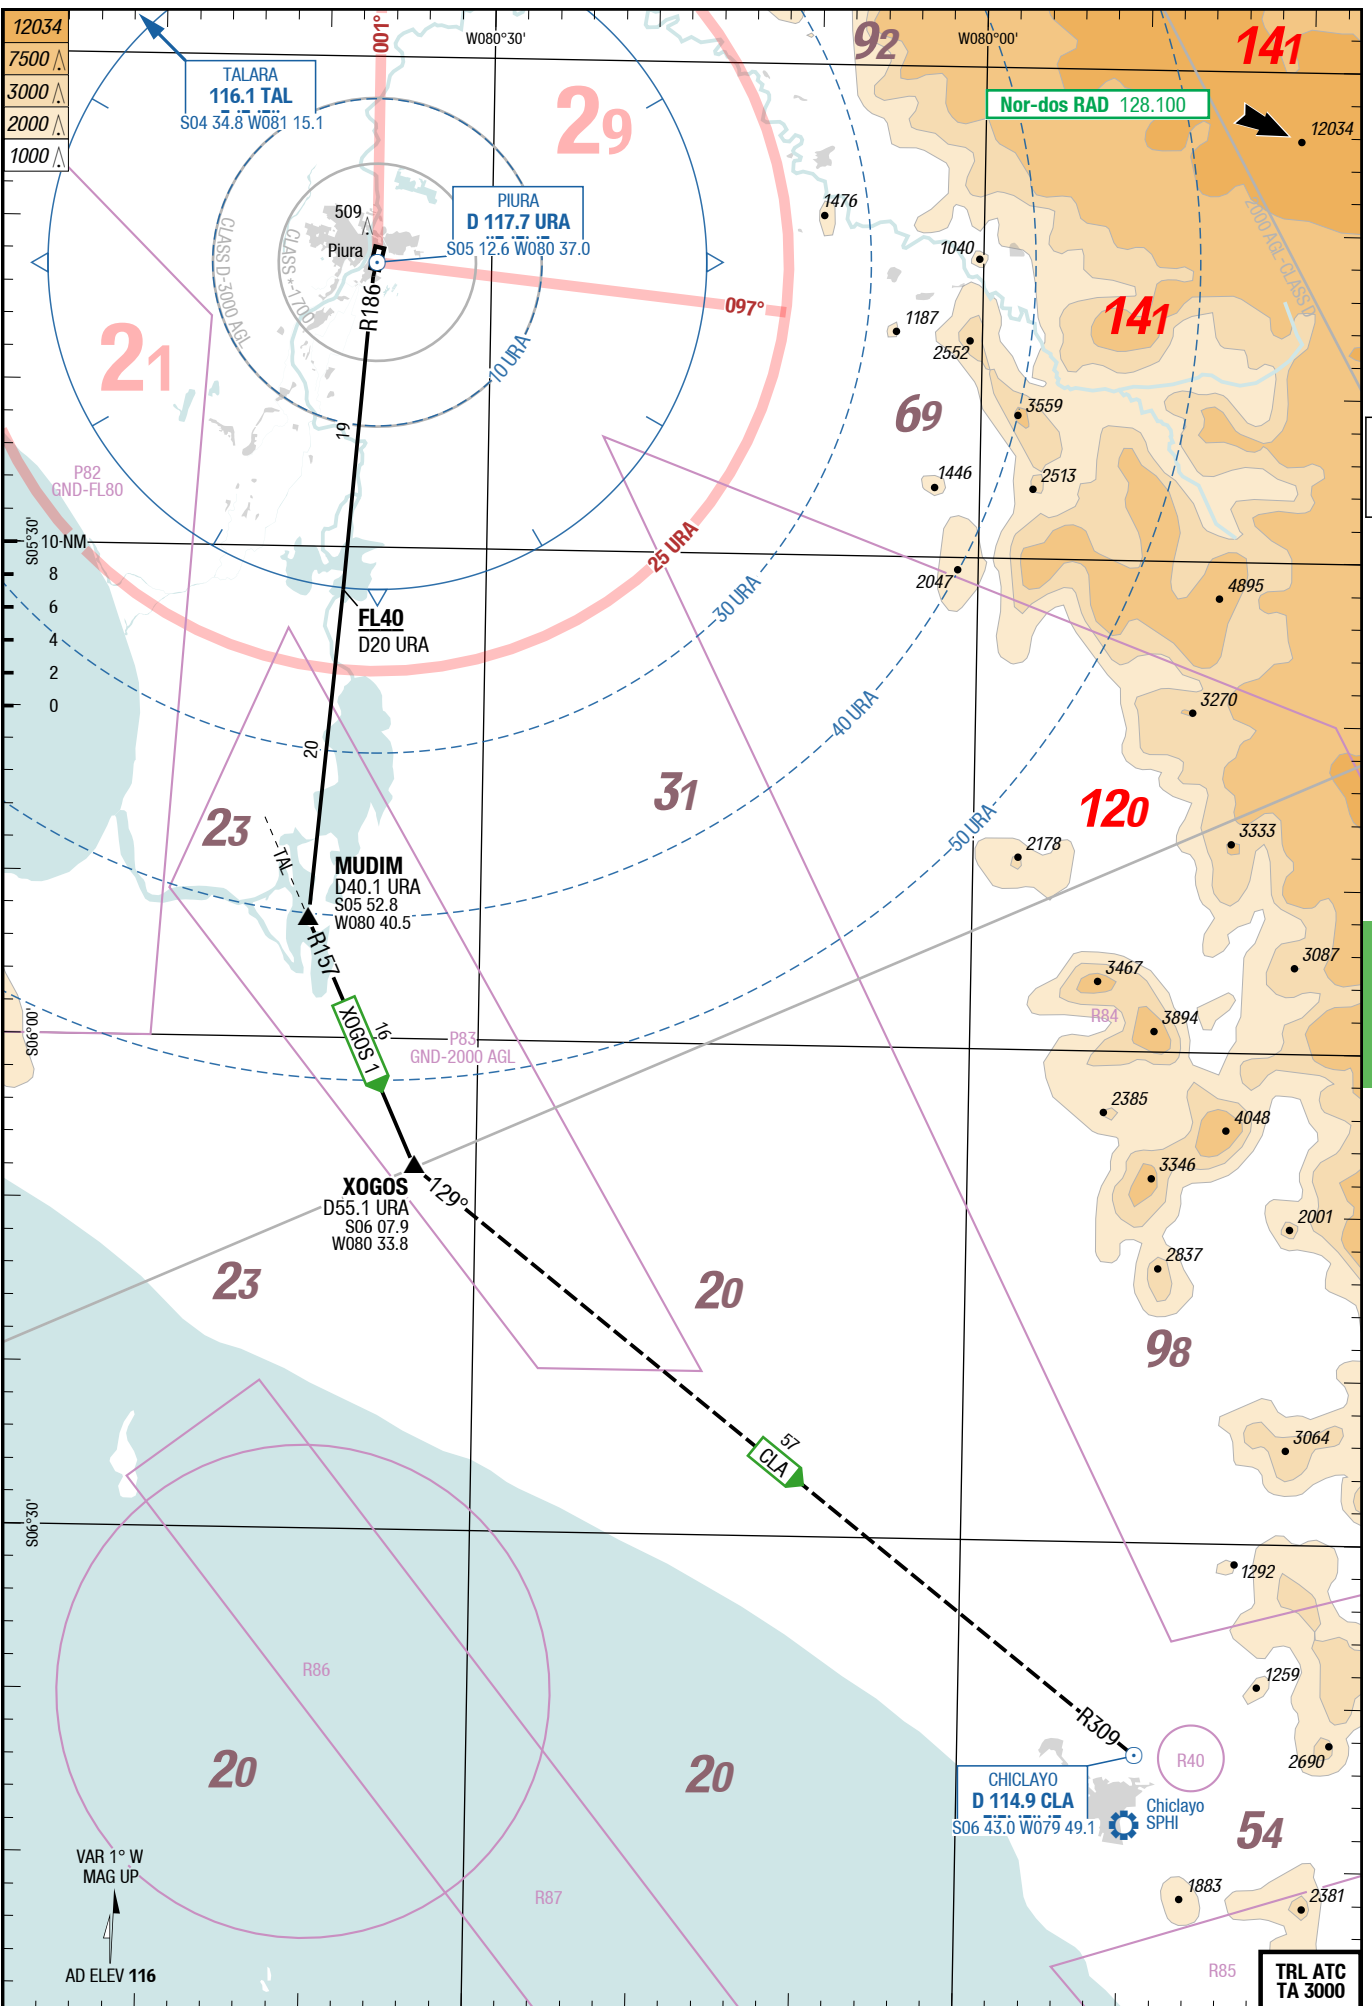 12034
7500
3000
2000
1000
TALARA
116.1 TAL
S04 34.8 W081 15.1
001°
W080°30'
W080°00'
92
141
29
Nor-dos RAD 128.100
12034
PIURA
D 117.7 URA
S05 12.6 W080 37.0
509
Piura
CLASS D-3000 AGL
CLASS *-1700
R186
10 URA
097°
1476
1040
2000 AGL-CLASS D
1187
2552
141
21
19
3559
69
1446
2513
P82
GND-FL80
S05°30'
10 NM
8
6
4
2
0
25 URA
30 URA
2047
4895
FL40
D20 URA
3270
40 URA
20
31
23
120
50 URA
3333
2178
TAL
MUDIM
D40.1 URA
S05 52.8
W080 40.5
R157
3087
3467
R84
3894
S06°00'
XOGOS 1
16
P83
GND-2000 AGL
2385
4048
3346
XOGOS
D55.1 URA
S06 07.9
W080 33.8
129°
2001
2837
23
20
98
57
CLA
3064
S06°30'
1292
R86
1259
R309
2690
R40
20
20
CHICLAYO
D 114.9 CLA
S06 43.0 W079 49.1
Chiclayo
SPHI
54
VAR 1° W
MAG UP
AD ELEV 116
R87
1883
2381
R85
TRL ATC
TA 3000